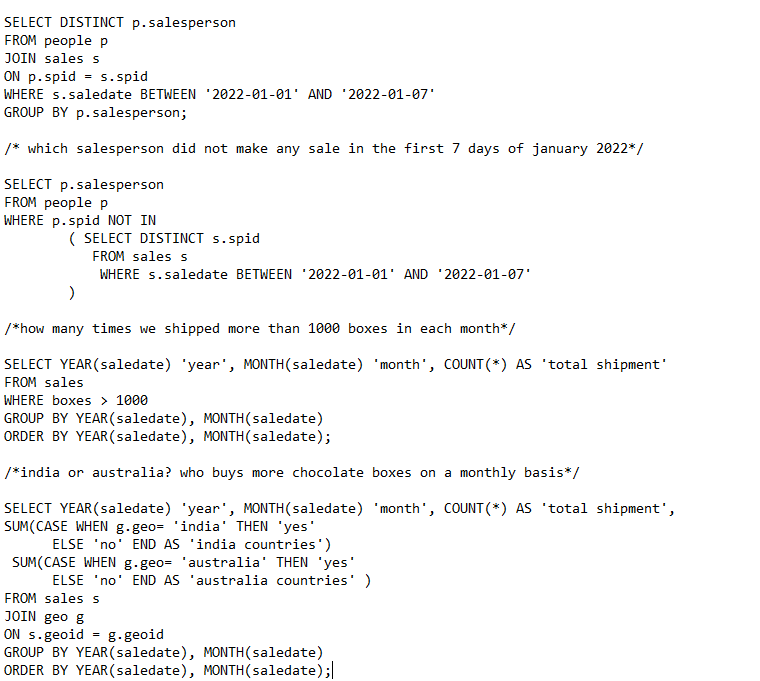 SELECT DISTINCT p.salesperson
FROM people p
JOIN sales s
ON p.spid = s.spid
WHERE s.saledate BETWEEN '2022-01-01' AND '2022-01-07'
GROUP BY p.salesperson;
/* which salesperson did not make any sale in the first 7 days of january 2022*/
SELECT p.salesperson
FROM people p
WHERE p.spid NOT IN
( SELECT DISTINCT s.spid
FROM sales s
WHERE s.saledate BETWEEN '2022-01-01' AND '2022-01-07'
)
/*how many times we shipped more than 1000 boxes in each month*/
SELECT YEAR(saledate) 'year', MONTH(saledate) 'month', COUNT(*) AS 'total shipment'
FROM sales
WHERE boxes > 1000
GROUP BY YEAR(saledate), MONTH(saledate)
ORDER BY YEAR(saledate), MONTH(saledate);
/*india or australia? who buys more chocolate boxes on a monthly basis*/
SELECT YEAR(saledate) 'year', MONTH(saledate) 'month', COUNT(*) AS 'total shipment',
SUM(CASE WHEN g.geo= 'india' THEN 'yes'
ELSE 'no' END AS 'india countries')
SUM(CASE WHEN g.geo= 'australia' THEN 'yes'
ELSE 'no' END AS 'australia countries' )
FROM sales s
JOIN geo g
ON s.geoid = g.geoid
GROUP BY YEAR(saledate), MONTH(saledate)
ORDER BY YEAR(saledate), MONTH(saledate);